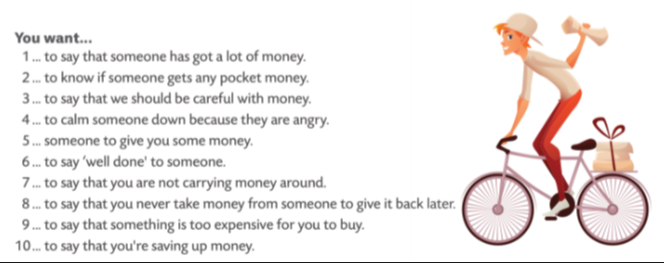 You want...
1 ... to say that someone has got a lot of money.
2 ... to know if someone gets any pocket money.
3 ... to say that we should be careful with money.
4 ... to calm someone down because they are angry.
5 ... someone to give you some money.
6 ... to say 'well done' to someone.
7 ... to say that you are not carrying money around.
8 ... to say that you never take money from someone to give it back later.
9 ... to say that something is too expensive for you to buy.
10 ... to say that you're saving up money.